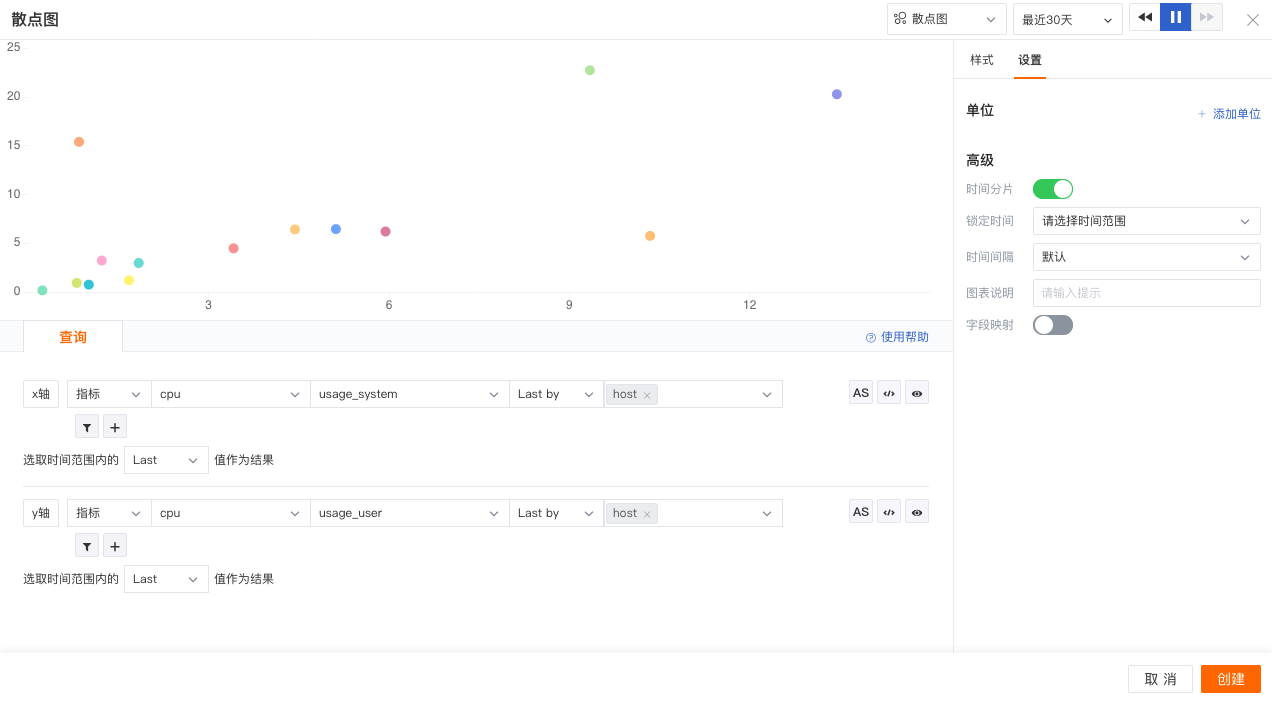 散点图
散点图
最近30天
样式
设置
单位
+ 添加单位
高级
时间分片
锁定时间
请选择时间范围
时间间隔
默认
图表说明
请输入提示
字段映射
25
20
15
10
5
0
3
6
9
12
查询
使用帮助
x轴 指标 cpu usage_system Last by host × AS </>
选取时间范围内的 Last 值作为结果
y轴 指标 cpu usage_user Last by host × AS </>
选取时间范围内的 Last 值作为结果
取 消
创建